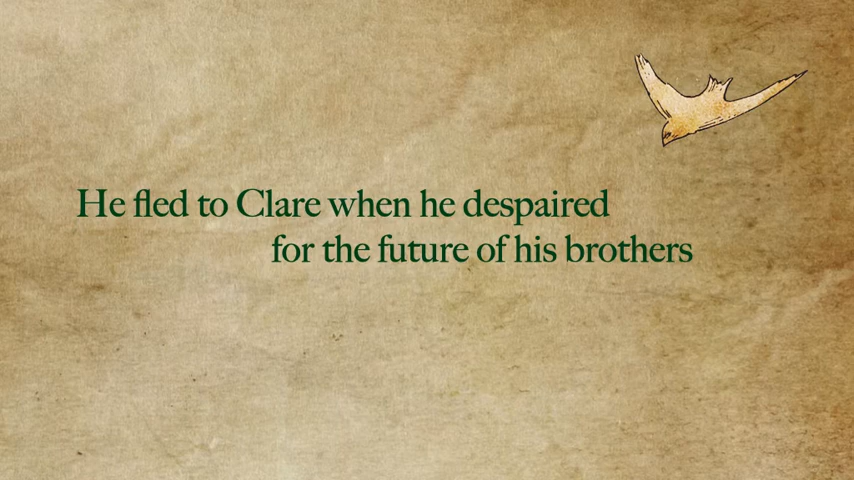 He fled to Clare when he despaired
for the future of his brothers